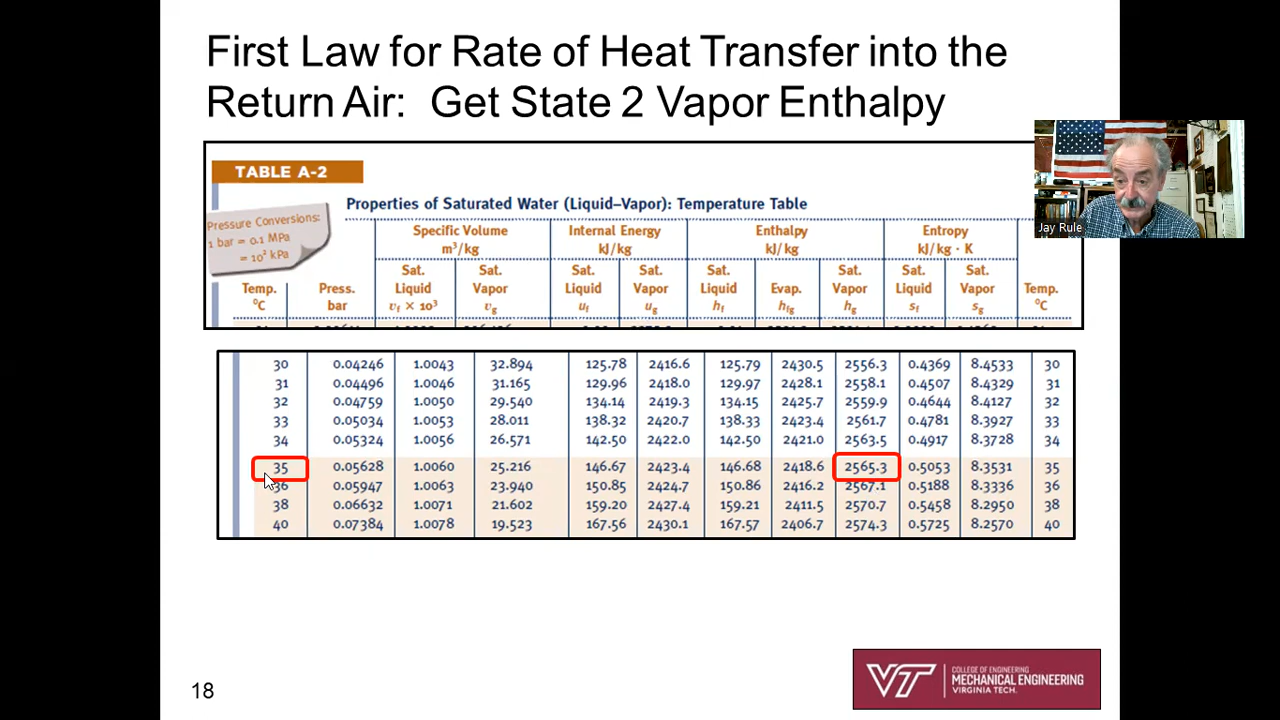 First Law for Rate of Heat Transfer into the
Return Air: Get State 2 Vapor Enthalpy
TABLE A-2
Properties of Saturated Water (Liquid–Vapor): Temperature Table
Pressure Conversions:
1 bar = 0.1 MPa
= 10² kPa
Specific Volume Internal Energy Enthalpy Entropy
m³/kg kJ/kg kJ/kg kJ/kg · K
Sat. Sat. Sat. Sat. Sat. Sat. Sat. Sat.
Temp. Press. Liquid Vapor Liquid Vapor Liquid Evap. Vapor Liquid Vapor Temp.
°C bar vf × 10³ vg uf ug hf hfg hg sf sg °C
30 0.04246 1.0043 32.894 125.78 2416.6 125.79 2430.5 2556.3 0.4369 8.4533 30
31 0.04496 1.0046 31.165 129.96 2418.0 129.97 2428.1 2558.1 0.4507 8.4329 31
32 0.04759 1.0050 29.540 134.14 2419.3 134.15 2425.7 2559.9 0.4644 8.4127 32
33 0.05034 1.0053 28.011 138.32 2420.7 138.33 2423.4 2561.7 0.4781 8.3927 33
34 0.05324 1.0056 26.571 142.50 2422.0 142.50 2421.0 2563.5 0.4917 8.3728 34
35 0.05628 1.0060 25.216 146.67 2423.4 146.68 2418.6 2565.3 0.5053 8.3531 35
36 0.05947 1.0063 23.940 150.85 2424.7 150.86 2416.2 2567.1 0.5188 8.3336 36
38 0.06632 1.0071 21.602 159.20 2427.4 159.21 2411.5 2570.7 0.5458 8.2950 38
40 0.07384 1.0078 19.523 167.56 2430.1 167.57 2406.7 2574.3 0.5725 8.2570 40
Jay Rule
18
VT
COLLEGE OF ENGINEERING
MECHANICAL ENGINEERING
VIRGINIA TECH.